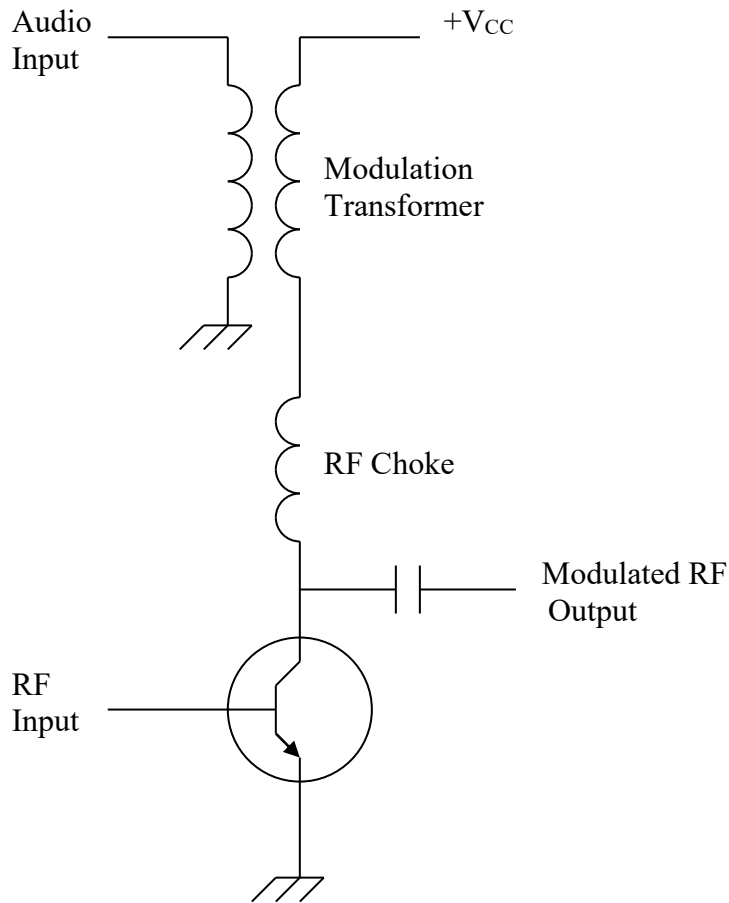 Audio
Input
+VCC
Modulation
Transformer
RF Choke
Modulated RF
Output
RF
Input